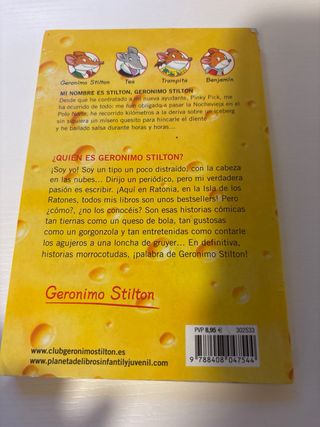 Geronimo Stilton Tea Trampita Benjamín
MI NOMBRE ES STILTON, GERONIMO STILTON
Desde que he contratado a mi nueva ayudante, Pinky Pick, me
ha ocurrido de todo: me han obligado a pasar la Nochevieja en el
Polo Norte, he recorrido kilómetros a la deriva sobre un iceberg
sin siquiera un mísero quesito para hincarle el diente
y he bailado salsa durante horas y horas…
¿QUIÉN ES GERONIMO STILTON?
¡Soy yo! Soy un tipo un poco distraído, con la cabeza
en las nubes… Dirijo un periódico, pero mi verdadera
pasión es escribir. ¡Aquí en Ratonia, en la Isla de los
Ratones, todos mis libros son unos bestsellers! Pero
¿cómo?, ¿no los conocéis? Son esas historias cómicas
tan tiernas como un queso de bola, tan gustosas
como un gorgonzola y tan entretenidas como contarle
los agujeros a una loncha de gruyer… En definitiva,
historias morrocotudas, ¡palabra de Geronimo Stilton!
Geronimo Stilton
PVP 8,95 € 302533
www.clubgeronimostilton.es
www.planetadelibrosinfantilyjuvenil.com
9 788408 047544